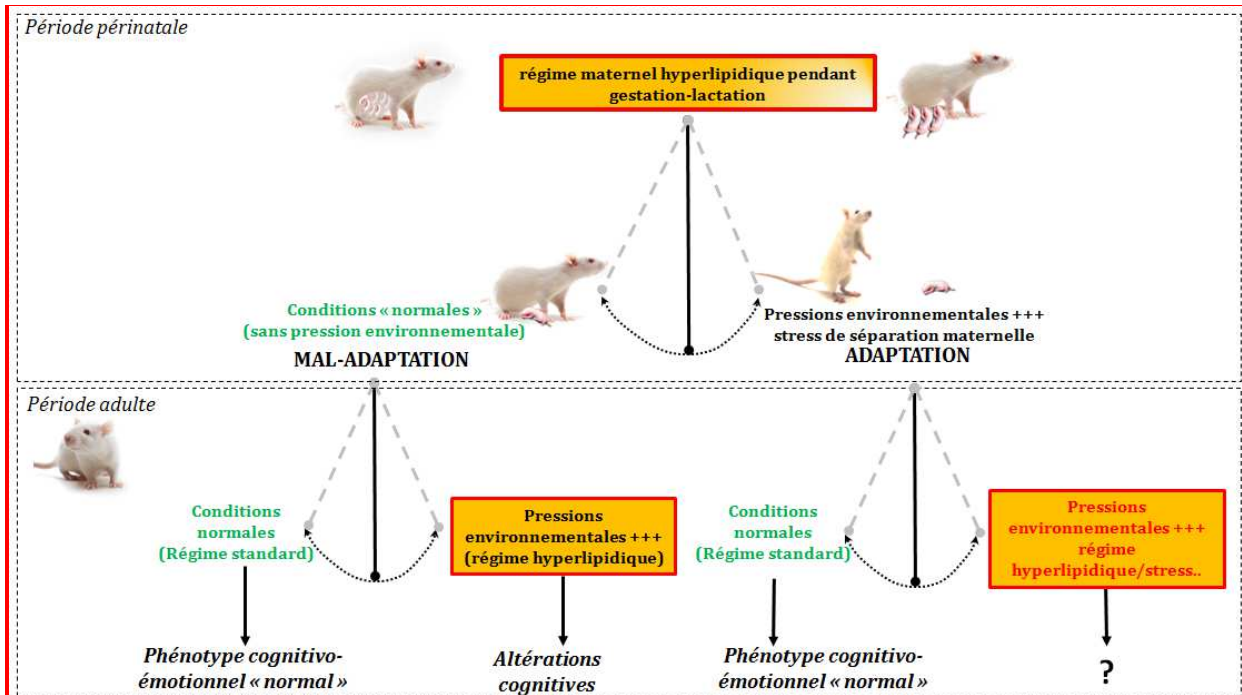 Période périnatale
régime maternel hyperlipidique pendant
gestation-lactation
Conditions « normales »
(sans pression environnementale)
MAL-ADAPTATION
Pressions environnementales +++
stress de séparation maternelle
ADAPTATION
Période adulte
Conditions
normales
(Régime standard)
Pressions
environnementales +++
(régime hyperlipidique)
Conditions
normales
(Régime standard)
Pressions
environnementales +++
régime
hyperlipidique/stress..
Phénotype cognitivo-
émotionnel « normal »
Altérations
cognitives
Phénotype cognitivo-
émotionnel « normal »
?